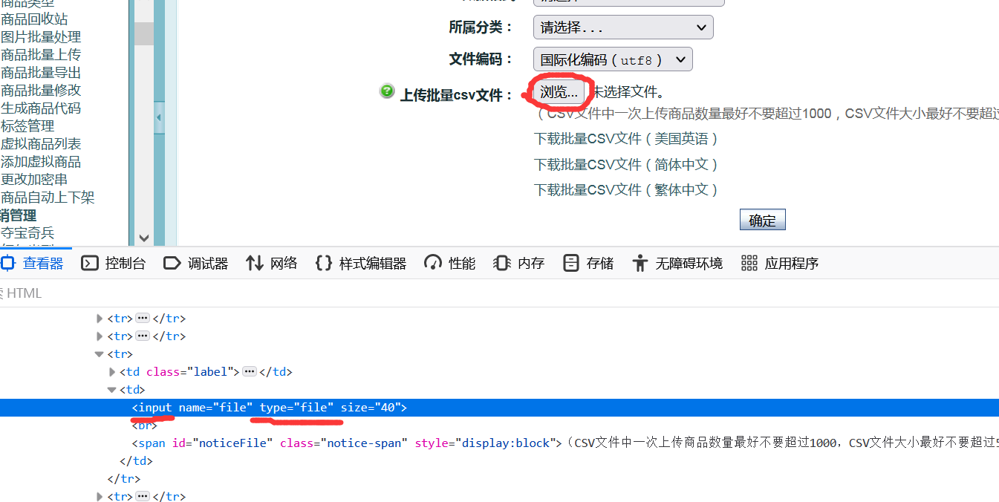 商品类型
商品回收站
图片批量处理
商品批量上传
商品批量导出
商品批量修改
生成商品代码
标签管理
虚拟商品列表
添加虚拟商品
更改加密串
商品自动上下架
销管理
夺宝奇兵
所属分类： 请选择...
文件编码： 国际化编码（utf8）
上传批量csv文件： 浏览... 未选择文件。
（CSV文件中一次上传商品数量最好不要超过1000，CSV文件大小最好不要超过
下载批量CSV文件（美国英语）
下载批量CSV文件（简体中文）
下载批量CSV文件（繁体中文）
确定
查看器 控制台 调试器 网络 样式编辑器 性能 内存 存储 无障碍环境 应用程序
HTML
<tr>...</tr>
<tr>...</tr>
<tr>
<td class="label">...</td>
<td>
<input name="file" type="file" size="40">
<br>
<span id="noticeFile" class="notice-span" style="display:block">（CSV文件中一次上传商品数量最好不要超过1000，CSV文件大小最好不要超过5
</td>
</tr>
<tr>...</tr>